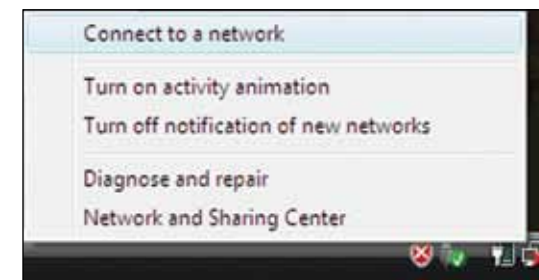 Connect to a network
Turn on activity animation
Turn off notification of new networks
Diagnose and repair
Network and Sharing Center